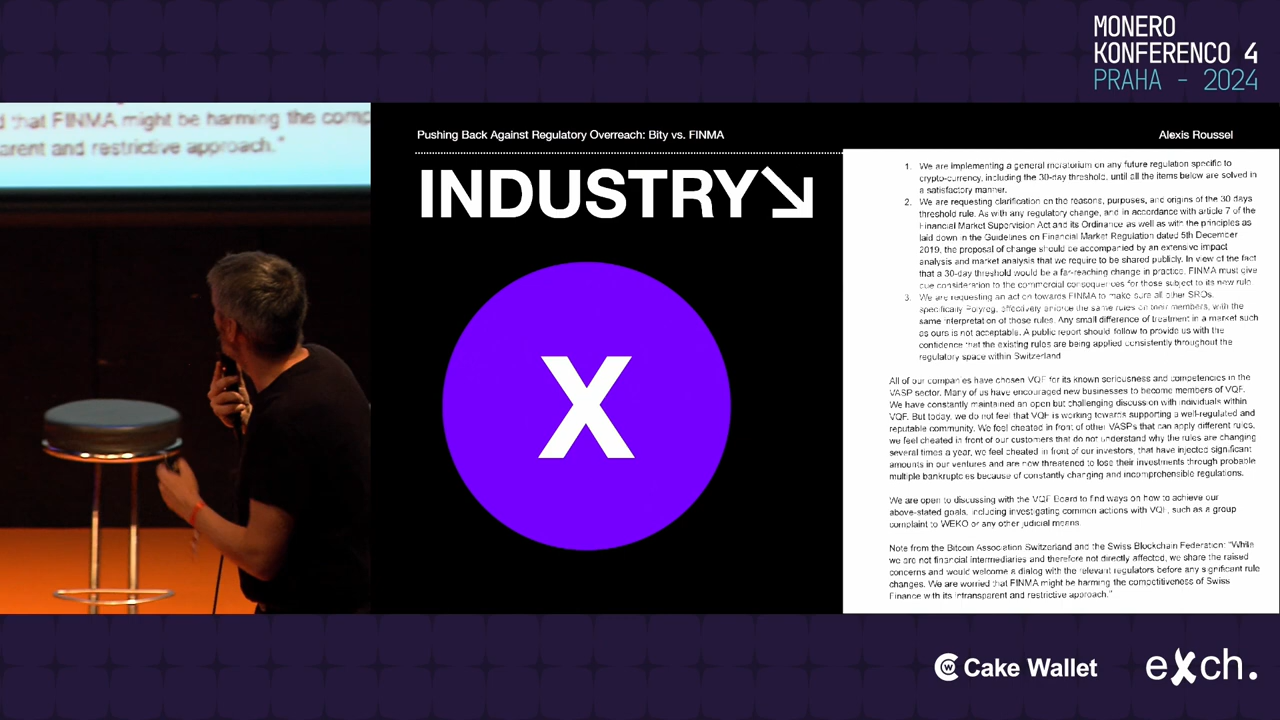 MONERO
KONFERENCO 4
PRAHA - 2024
d that FINMA might be harming the comp
arent and restrictive approach."
Pushing Back Against Regulatory Overreach: Bity vs. FINMA
Alexis Roussel
INDUSTRY↘
X
1. We are implementing a general moratorium on any future regulation specific to
crypto-currency, including the 30-day threshold, until all the items below are solved in
a satisfactory manner.
2. We are requesting clarification on the reasons, purposes, and origins of the 30 days
threshold rule. As with any regulatory change, and in accordance with article 7 of the
Financial Market Supervision Act and its Ordinance as well as with the principles as
laid down in the Guidelines on Financial Market Regulation dated 5th December
2019, the proposal of change should be accompanied by an extensive impact
analysis and market analysis that we require to be shared publicly. In view of the fact
that a 30-day threshold would be a far-reaching change in practice, FINMA must give
due consideration to the commercial consequences for those subject to its new rule.
3. We are requesting an action towards FINMA to make sure all other SROs,
specifically Polyreg, effectively enforce the same rules on their members, with the
same interpretation of those rules. Any small difference of treatment in a market such
as ours is not acceptable. A public report should follow to provide us with the
confidence that the existing rules are being applied consistently throughout the
regulatory space within Switzerland
All of our companies have chosen VQF for its known seriousness and competencies in the
VASP sector. Many of us have encouraged new businesses to become members of VQF.
We have constantly maintained an open but challenging discussion with individuals within
VQF. But today, we do not feel that VQF is working towards supporting a well-regulated and
reputable community. We feel cheated in front of other VASPs that can apply different rules,
we feel cheated in front of our customers that do not understand why the rules are changing
several times a year, we feel cheated in front of our investors, that have injected significant
amounts in our ventures and are now threatened to lose their investments through probable
multiple bankruptcies because of constantly changing and incomprehensible regulations.
We are open to discussing with the VQF Board to find ways on how to achieve our
above-stated goals, including investigating common actions with VQF, such as a group
complaint to WEKO or any other judicial means.
Note from the Bitcoin Association Switzerland and the Swiss Blockchain Federation: "While
we are not financial intermediaries and therefore not directly affected, we share the raised
concerns and would welcome a dialog with the relevant regulators before any significant rule
changes. We are worried that FINMA might be harming the competitiveness of Swiss
Finance with its intransparent and restrictive approach."
Cake Wallet
eXch.